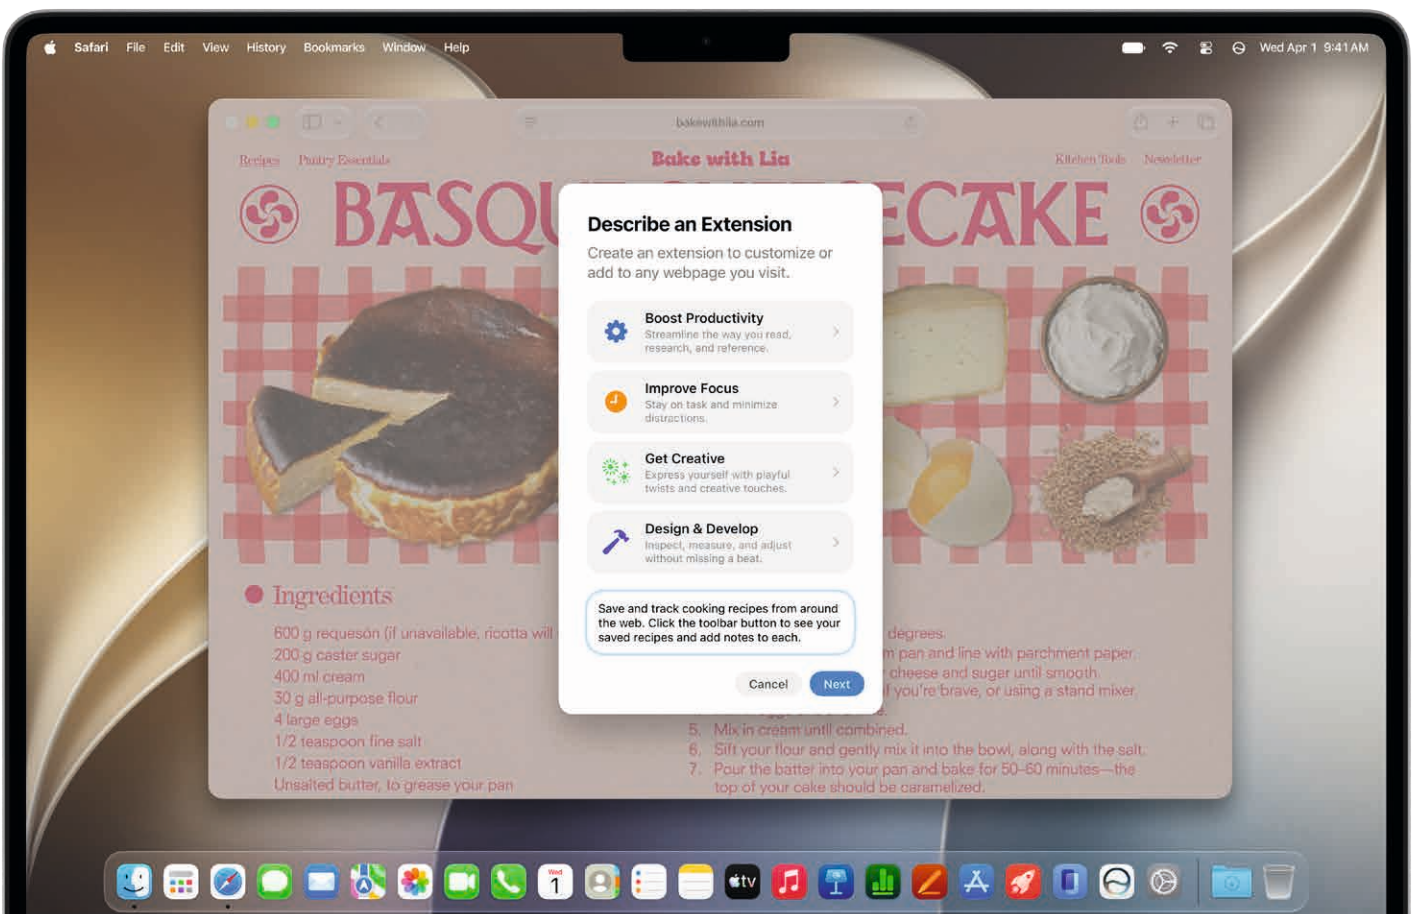 Safari File Edit View History Bookmarks Window Help
Wed Apr 1 9:41 AM
bakewithlia.com
Recipes Pantry Essentials
Bake with Lia
Kitchen Tools Newsletter
Describe an Extension
Create an extension to customize or
add to any webpage you visit.
Boost Productivity
Streamline the way you read,
research, and reference.
Improve Focus
Stay on task and minimize
distractions.
Get Creative
Express yourself with playful
twists and creative touches.
Design & Develop
Inspect, measure, and adjust
without missing a beat.
Save and track cooking recipes from around
the web. Click the toolbar button to see your
saved recipes and add notes to each.
Cancel
Next
Ingredients
600 g requesón (if unavailable, ricotta will
200 g caster sugar
400 ml cream
30 g all-purpose flour
4 large eggs
1/2 teaspoon fine salt
1/2 teaspoon vanilla extract
Unsalted butter, to grease your pan
degrees.
pan and line with parchment paper.
cheese and sugar until smooth.
if you're brave, or using a stand mixer,
5. Mix in cream until combined.
6. Sift your flour and gently mix it into the bowl, along with the salt.
7. Pour the batter into your pan and bake for 50–60 minutes—the
top of your cake should be caramelized.
Wed
1
tv